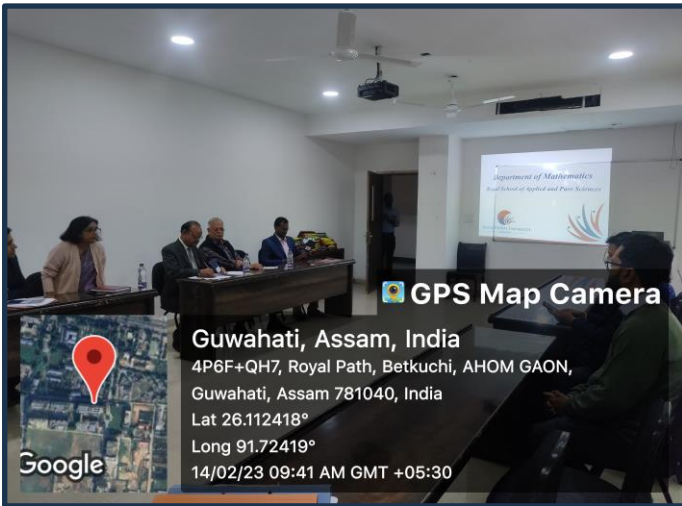 Department of Mathematics
Royal School of Applied and Pure Sciences
GPS Map Camera
Guwahati, Assam, India
4P6F+QH7, Royal Path, Betkuchi, AHOM GAON,
Guwahati, Assam 781040, India
Lat 26.112418°
Long 91.72419°
14/02/23 09:41 AM GMT +05:30
Google